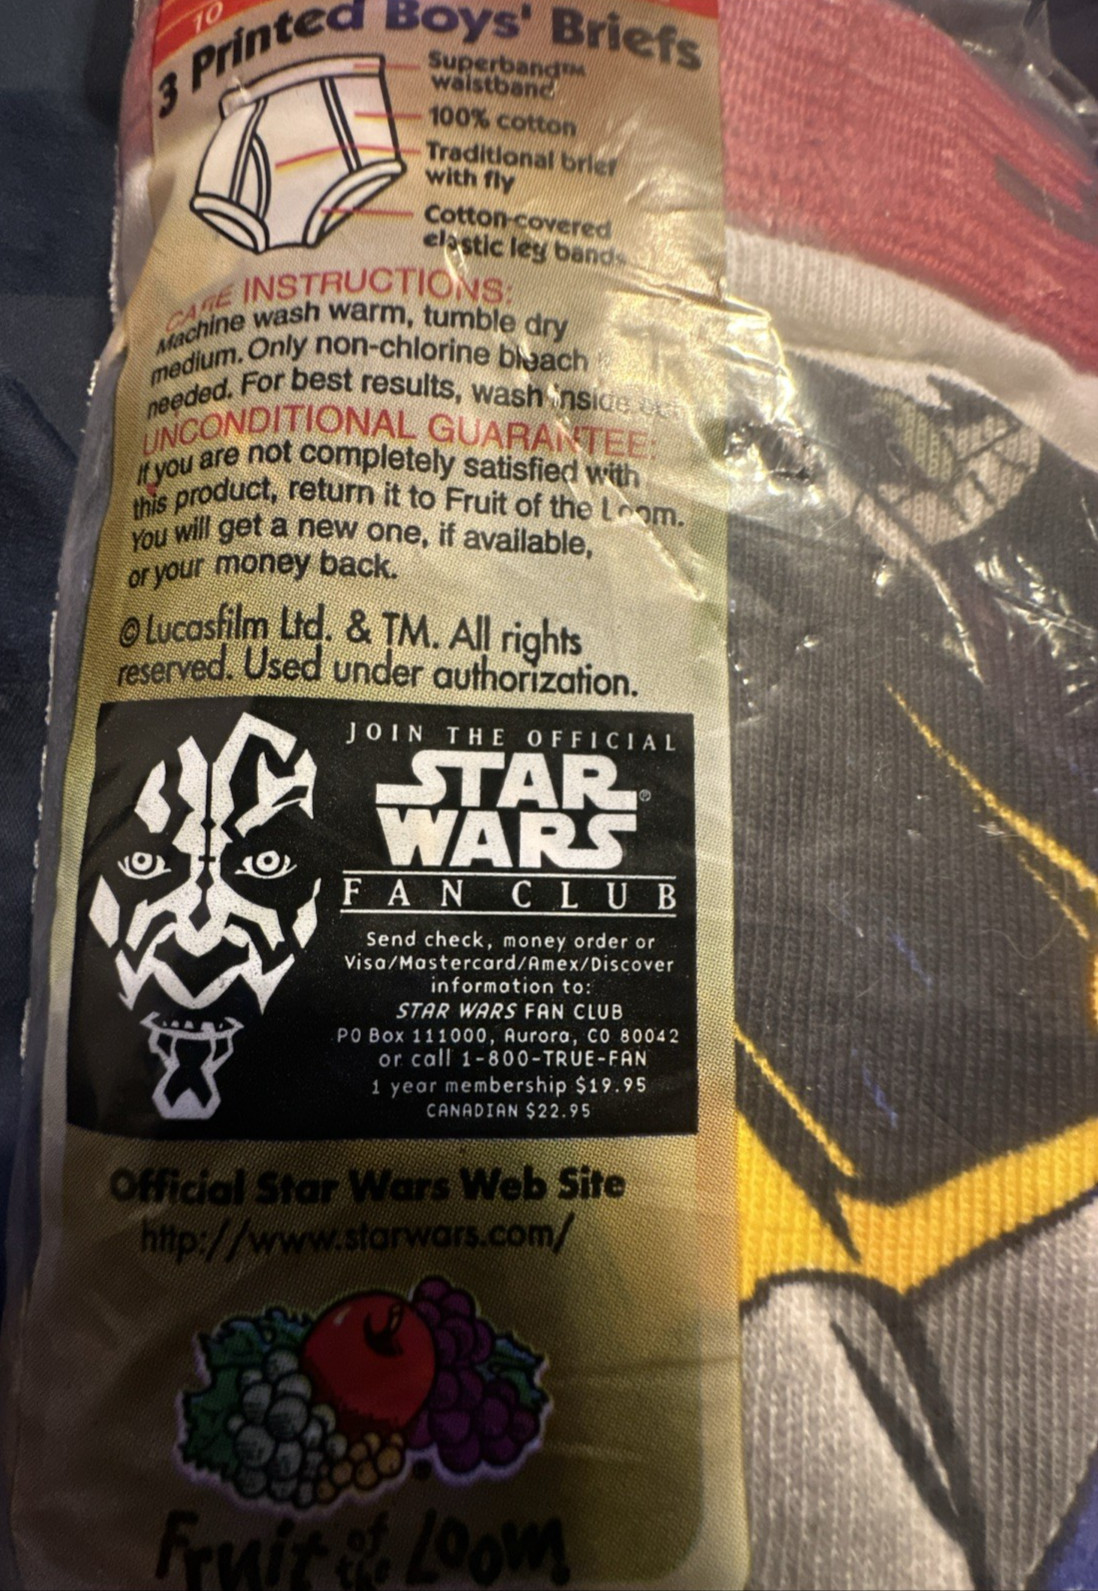 10
3 Printed Boys' Briefs
Superband™
waistband
100% cotton
Traditional brief
with fly
Cotton-covered
elastic leg bands
CARE INSTRUCTIONS:
Machine wash warm, tumble dry
medium. Only non-chlorine bleach
needed. For best results, wash inside out
UNCONDITIONAL GUARANTEE:
If you are not completely satisfied with
this product, return it to Fruit of the Loom.
You will get a new one, if available,
or your money back.
© Lucasfilm Ltd. & TM. All rights
reserved. Used under authorization.
JOIN THE OFFICIAL
STAR
WARS®
FAN CLUB
Send check, money order or
Visa/Mastercard/Amex/Discover
information to:
STAR WARS FAN CLUB
PO Box 111000, Aurora, CO 80042
or call 1-800-TRUE-FAN
1 year membership $19.95
CANADIAN $22.95
Official Star Wars Web Site
http://www.starwars.com/
Fruit of the Loom